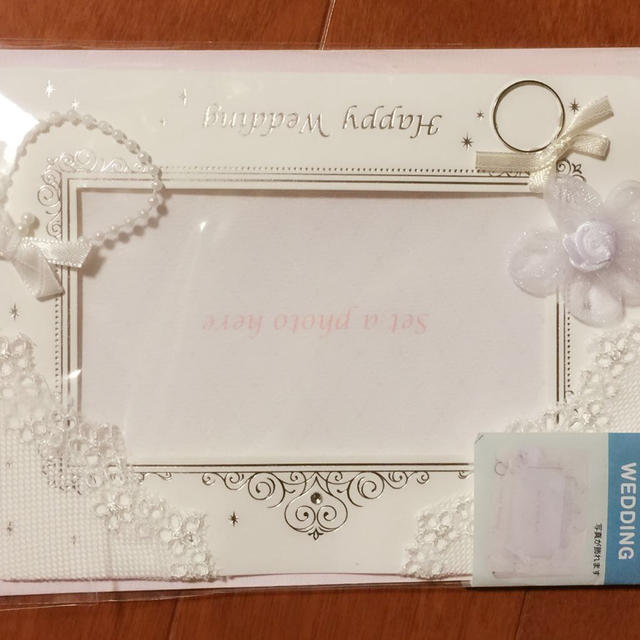 Happy Wedding
Set a photo here
WEDDING
写真が飾れます